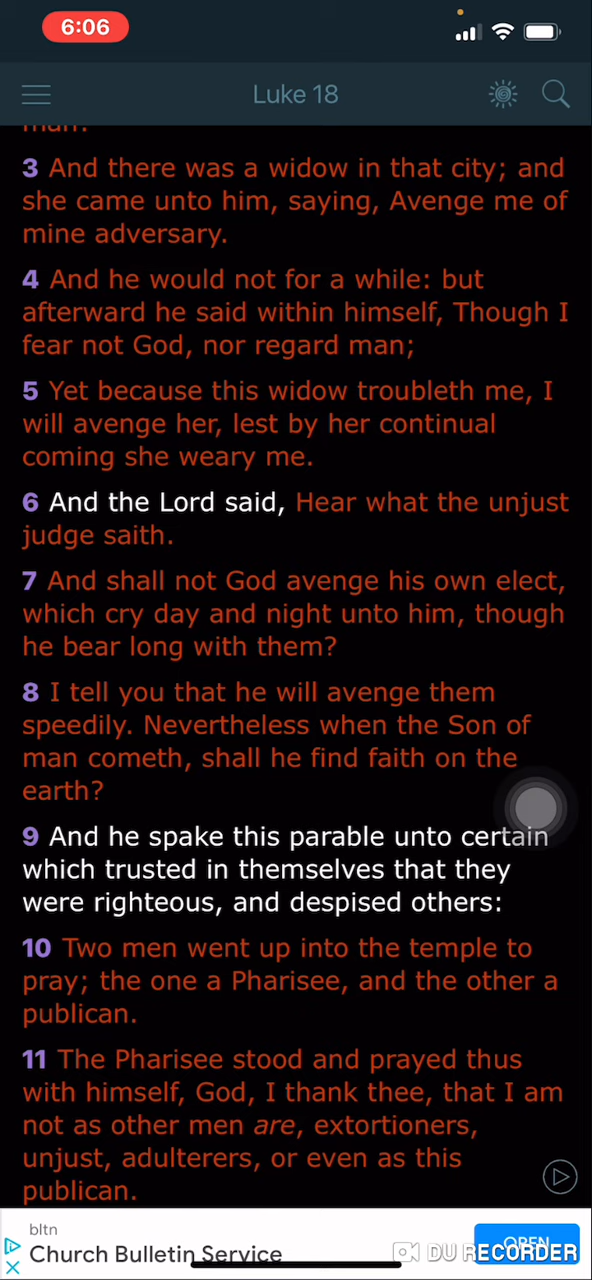 6:06
Luke 18
man:
3 And there was a widow in that city; and
she came unto him, saying, Avenge me of
mine adversary.
4 And he would not for a while: but
afterward he said within himself, Though I
fear not God, nor regard man;
5 Yet because this widow troubleth me, I
will avenge her, lest by her continual
coming she weary me.
6 And the Lord said, Hear what the unjust
judge saith.
7 And shall not God avenge his own elect,
which cry day and night unto him, though
he bear long with them?
8 I tell you that he will avenge them
speedily. Nevertheless when the Son of
man cometh, shall he find faith on the
earth?
9 And he spake this parable unto certain
which trusted in themselves that they
were righteous, and despised others:
10 Two men went up into the temple to
pray; the one a Pharisee, and the other a
publican.
11 The Pharisee stood and prayed thus
with himself, God, I thank thee, that I am
not as other men are, extortioners,
unjust, adulterers, or even as this
publican.
bltn
Church Bulletin Service
OPEN
DU RECORDER